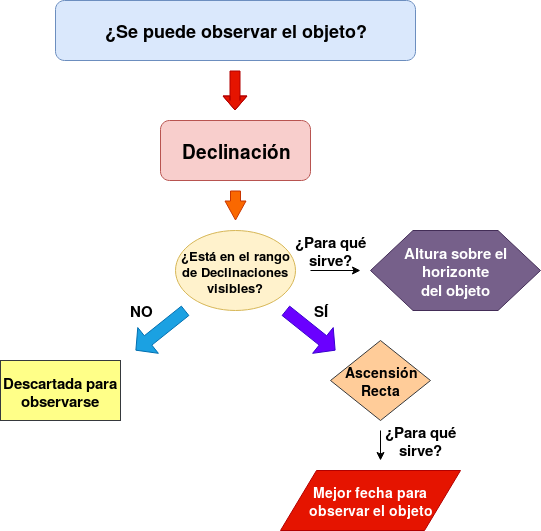 ¿Se puede observar el objeto?
Declinación
¿Está en el rango
de Declinaciones
visibles?
¿Para qué
sirve?
Altura sobre el
horizonte
del objeto
NO
SÍ
Descartada para
observarse
Ascensión
Recta
¿Para qué
sirve?
Mejor fecha para
observar el objeto